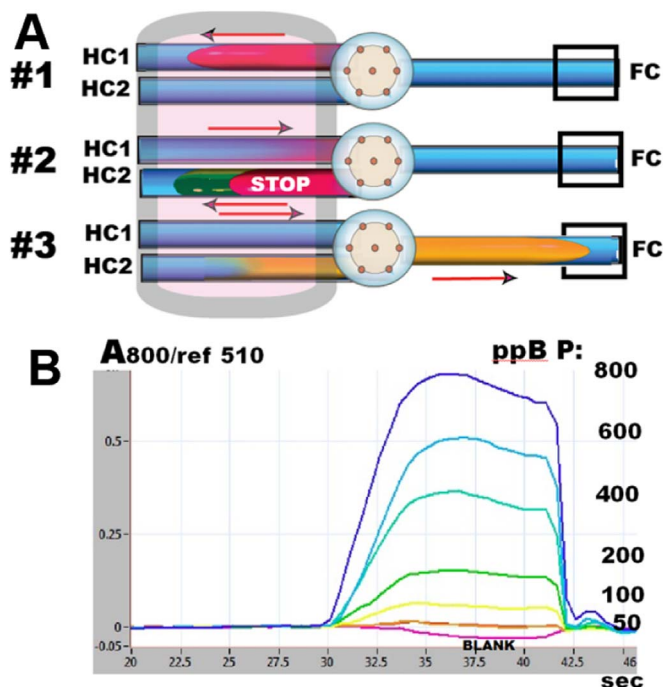 A
HC1
#1
FC
HC2
HC1
#2
FC
HC2
STOP
HC1
#3
FC
HC2
B
A800/ref 510
ppB P:
800
600
0.5
400
0.25
200
100
50
0
-0.05
BLANK
20 22.5 25 27.5 30 32.5 35 37.5 40 42.5 46
sec